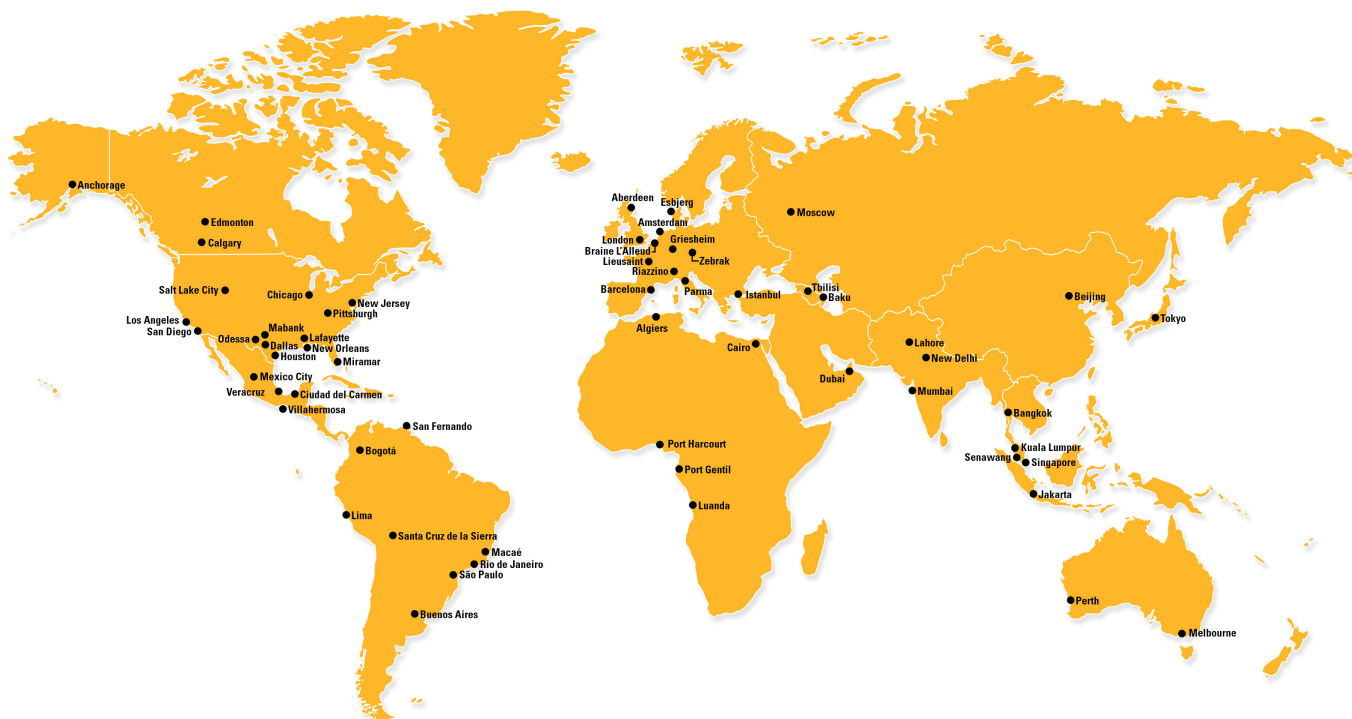 Anchorage
Edmonton
Calgary
Salt Lake City
Chicago
New Jersey
Pittsburgh
Los Angeles
San Diego
Mabank
Odessa
Dallas
Lafayette
New Orleans
Houston
Miramar
Mexico City
Veracruz
Ciudad del Carmen
Villahermosa
San Fernando
Bogotá
Lima
Santa Cruz de la Sierra
Macaé
Rio de Janeiro
São Paulo
Buenos Aires
Aberdeen
Esbjerg
Amsterdam
London
Griesheim
Braine L'Alleud
Lieusaint
Zebrak
Riazzino
Barcelona
Parma
Istanbul
Algiers
Cairo
Moscow
Tbilisi
Baku
Dubai
Port Harcourt
Port Gentil
Luanda
Beijing
Tokyo
Lahore
New Delhi
Mumbai
Bangkok
Kuala Lumpur
Senawang
Singapore
Jakarta
Perth
Melbourne